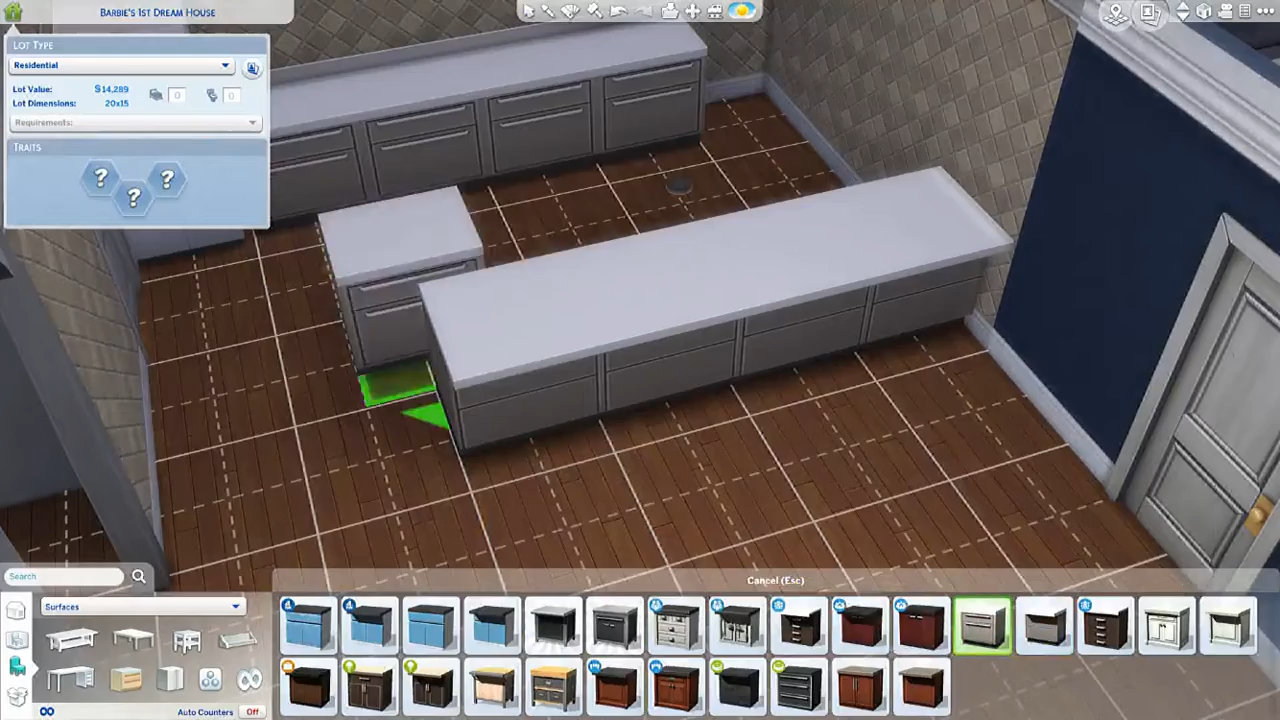 BARBIE'S 1ST DREAM HOUSE
LOT TYPE
Residential
Lot Value: $14,289
0
0
Lot Dimensions: 20x15
Requirements:
TRAITS
? ? ?
Cancel (Esc)
Search
Surfaces
Auto Counters Off